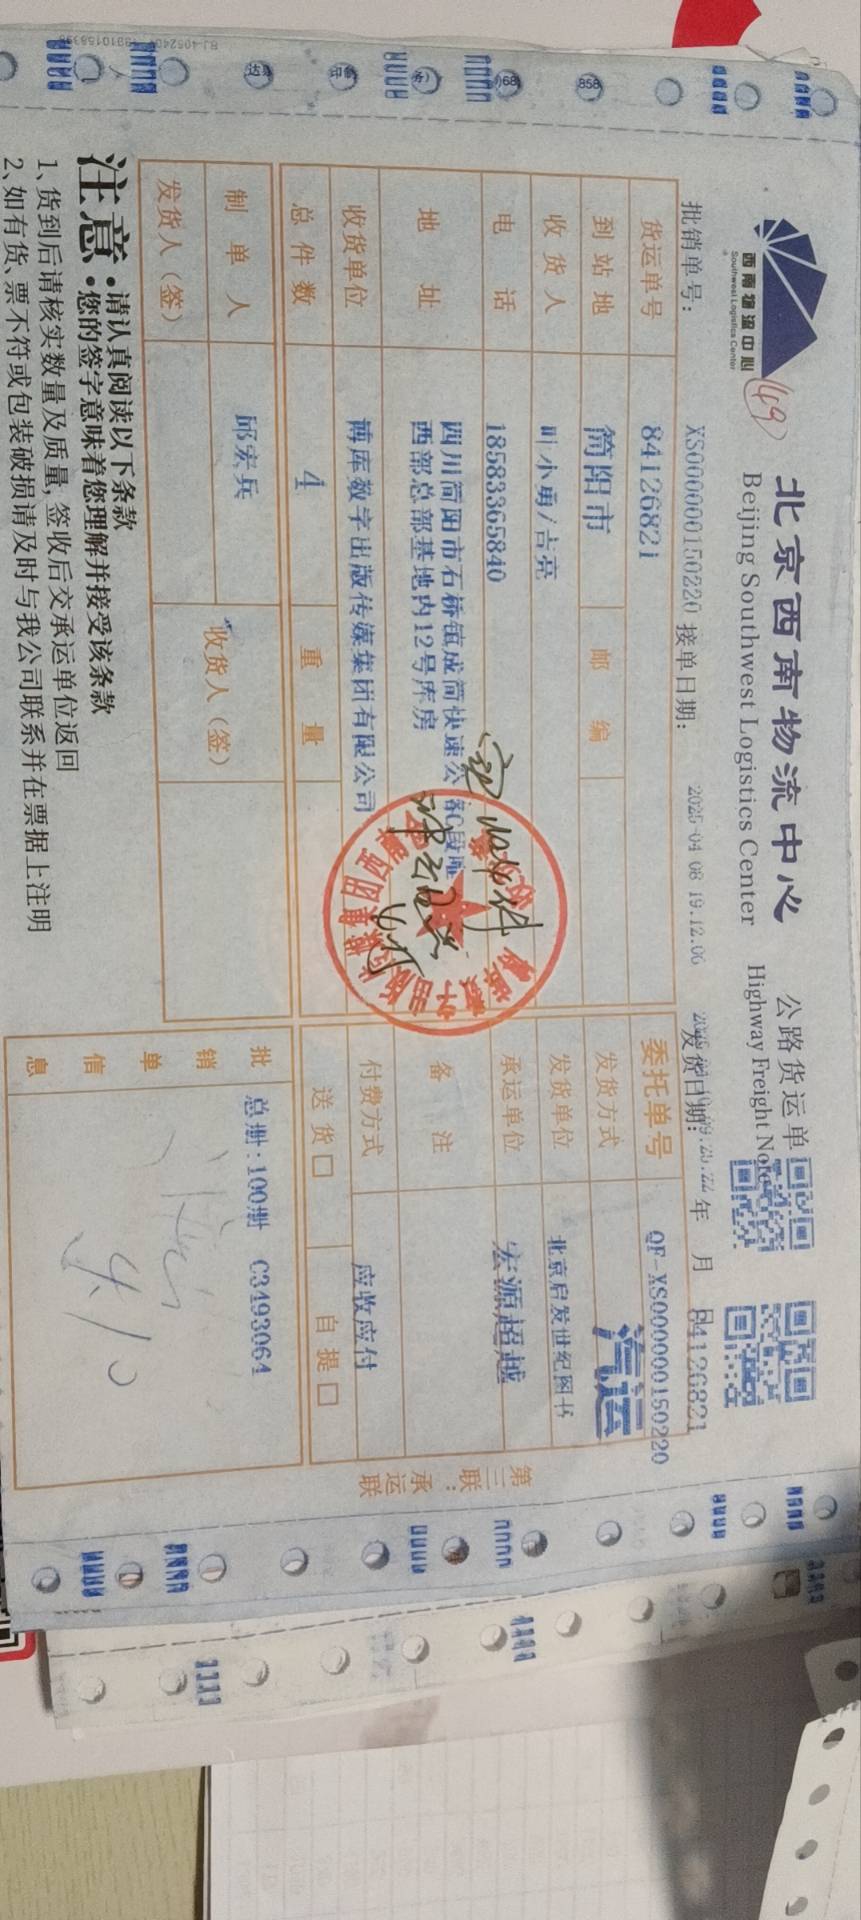 西南物流中心
Southwest Logistics Center
49
北京西南物流中心 公路货运单
Beijing Southwest Logistics Center Highway Freight Note
批销单号: XS0000000150220 接单日期: 2025-04-08 19.12.06 发货日期: 年 月 日
84126821
货运单号 84126821 委托单号 QF-XS0000000150220
到站地 简阳市 邮编 发货方式 汽运
收货人 叶小勇/吉亮 发货单位 北京启发世纪图书
电话 18583365840 承运单位 宏源超越
地址 四川简阳市石桥镇成简快速公路0段
西部总部基地内12号库房 备注
收货单位 博库数字出版传媒集团有限公司 付费方式 应收应付
总件数 4 重量 送货□ 自提□
制单人 邱宏兵 收货人(签)
发货人(签)
批销单信息 总册:100册 C3493064
第三联:承运联
注意:
•请认真阅读以下条款
•您的签字意味着您理解并接受该条款
1、货到后请核实数量及质量,签收后交承运单位返回
2、如有货、票不符或包装破损请及时与我公司联系并在票据上注明